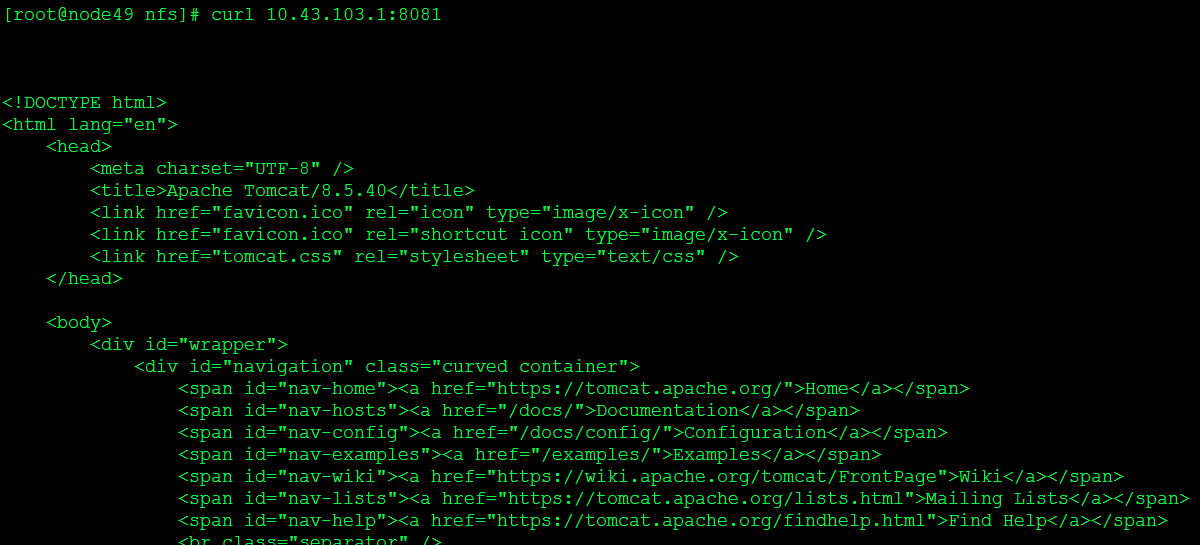 [root@node49 nfs]# curl 10.43.103.1:8081
<!DOCTYPE html>
<html lang="en">
    <head>
        <meta charset="UTF-8" />
        <title>Apache Tomcat/8.5.40</title>
        <link href="favicon.ico" rel="icon" type="image/x-icon" />
        <link href="favicon.ico" rel="shortcut icon" type="image/x-icon" />
        <link href="tomcat.css" rel="stylesheet" type="text/css" />
    </head>
    <body>
        <div id="wrapper">
            <div id="navigation" class="curved container">
                <span id="nav-home"><a href="https://tomcat.apache.org/">Home</a></span>
                <span id="nav-hosts"><a href="/docs/">Documentation</a></span>
                <span id="nav-config"><a href="/docs/config/">Configuration</a></span>
                <span id="nav-examples"><a href="/examples/">Examples</a></span>
                <span id="nav-wiki"><a href="https://wiki.apache.org/tomcat/FrontPage">Wiki</a></span>
                <span id="nav-lists"><a href="https://tomcat.apache.org/lists.html">Mailing Lists</a></span>
                <span id="nav-help"><a href="https://tomcat.apache.org/findhelp.html">Find Help</a></span>
                <br class="separator" />